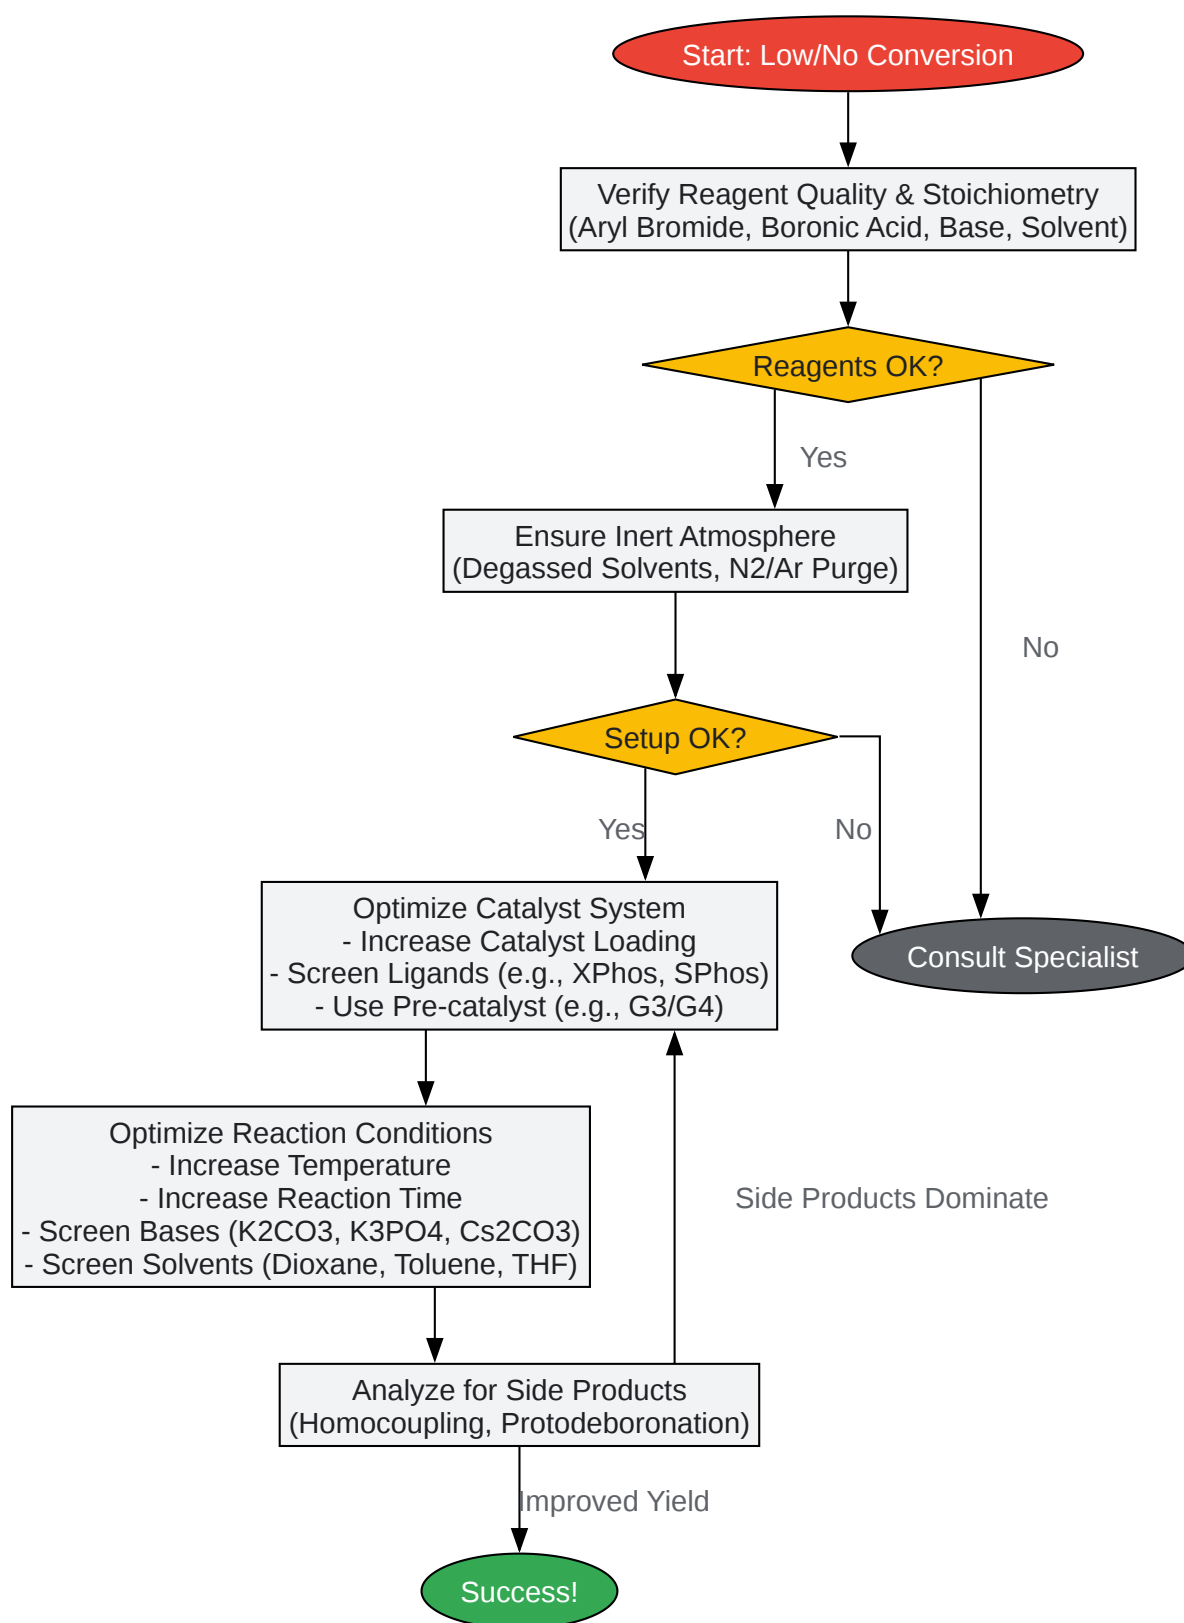 Start: Low/No Conversion
Verify Reagent Quality & Stoichiometry
(Aryl Bromide, Boronic Acid, Base, Solvent)
Reagents OK?
Yes
Ensure Inert Atmosphere
(Degassed Solvents, N2/Ar Purge)
No
Setup OK?
Yes
No
Optimize Catalyst System
- Increase Catalyst Loading
- Screen Ligands (e.g., XPhos, SPhos)
- Use Pre-catalyst (e.g., G3/G4)
Consult Specialist
Optimize Reaction Conditions
- Increase Temperature
- Increase Reaction Time
- Screen Bases (K2CO3, K3PO4, Cs2CO3)
- Screen Solvents (Dioxane, Toluene, THF)
Side Products Dominate
Analyze for Side Products
(Homocoupling, Protodeboronation)
Improved Yield
Success!